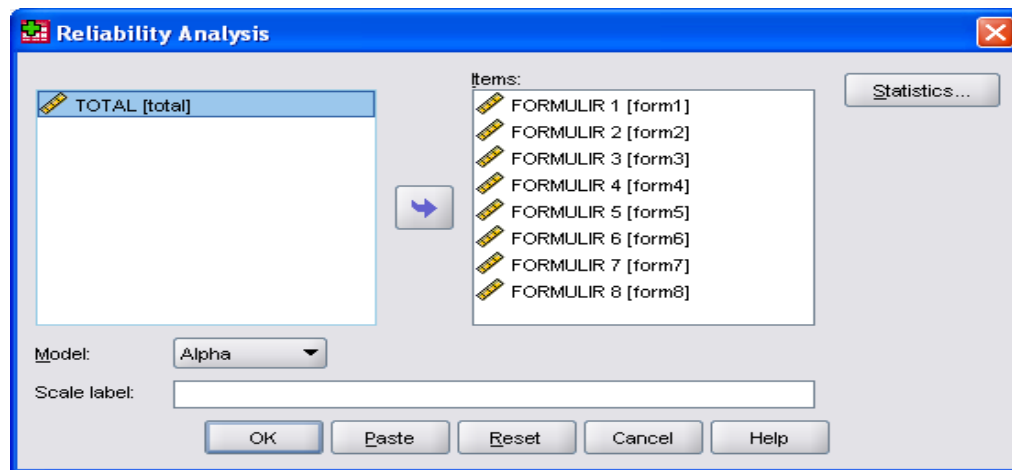 Reliability Analysis
TOTAL [total]
Items:
FORMULIR 1 [form1]
FORMULIR 2 [form2]
FORMULIR 3 [form3]
FORMULIR 4 [form4]
FORMULIR 5 [form5]
FORMULIR 6 [form6]
FORMULIR 7 [form7]
FORMULIR 8 [form8]
Statistics...
Model:
Alpha
Scale label:
OK
Paste
Reset
Cancel
Help